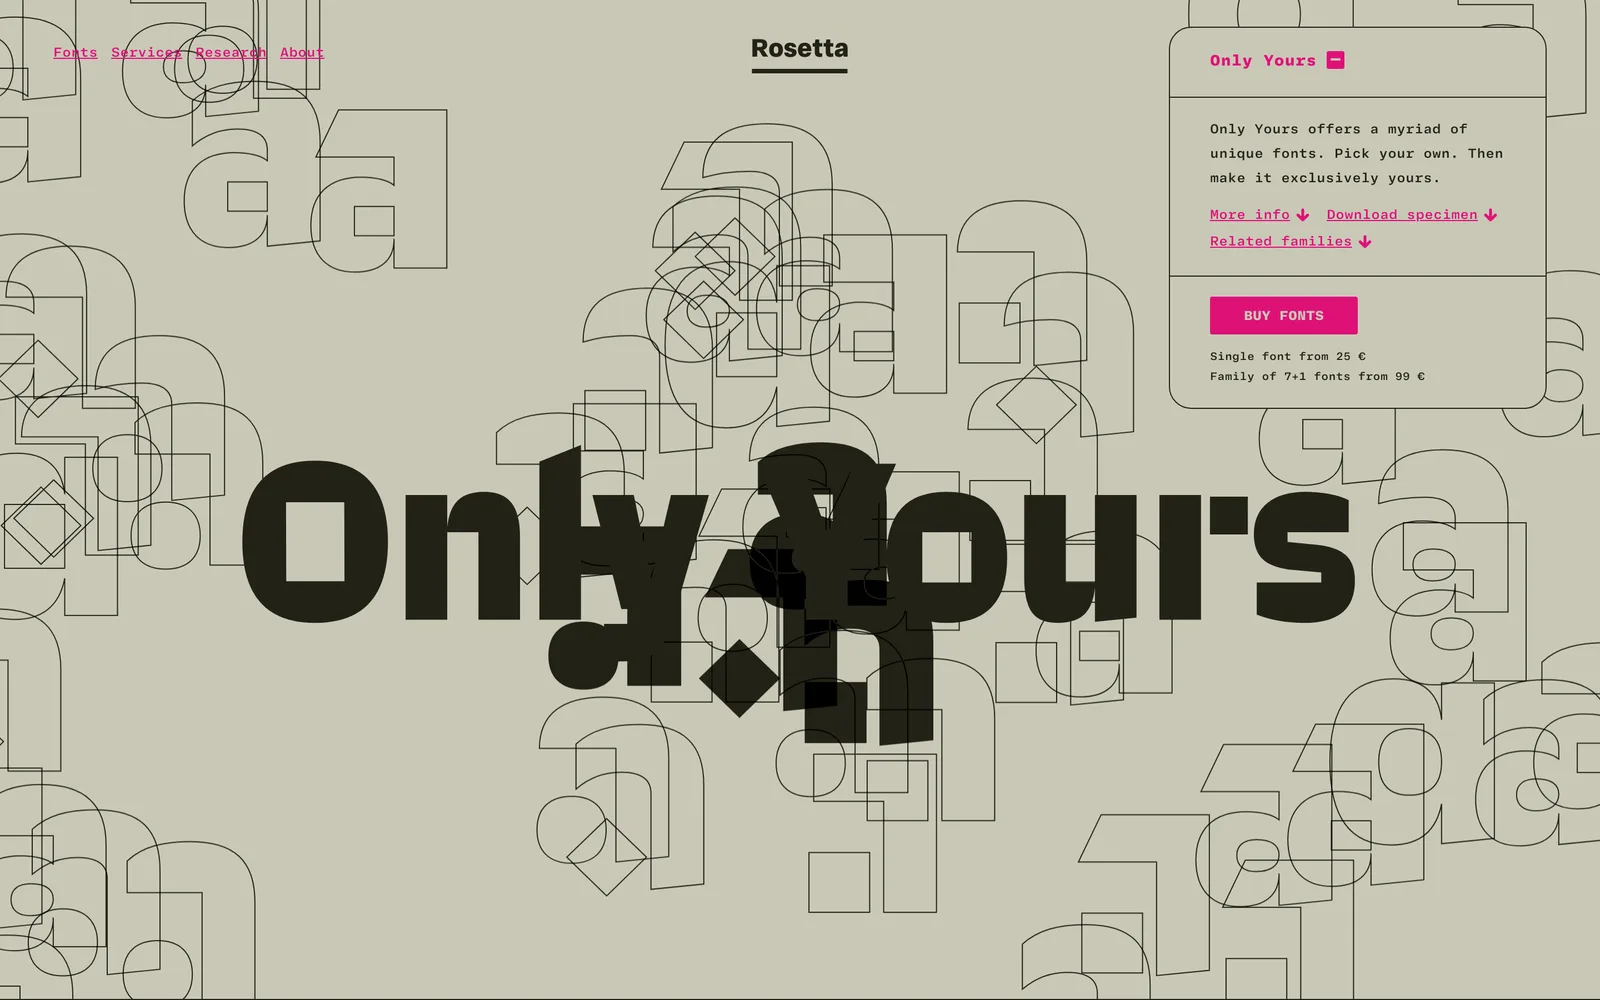 Fonts Services Research About
Rosetta
Only Yours
Only Yours offers a myriad of
unique fonts. Pick your own. Then
make it exclusively yours.
More info Download specimen
Related families
BUY FONTS
Single font from 25 €
Family of 7+1 fonts from 99 €
Only Yours